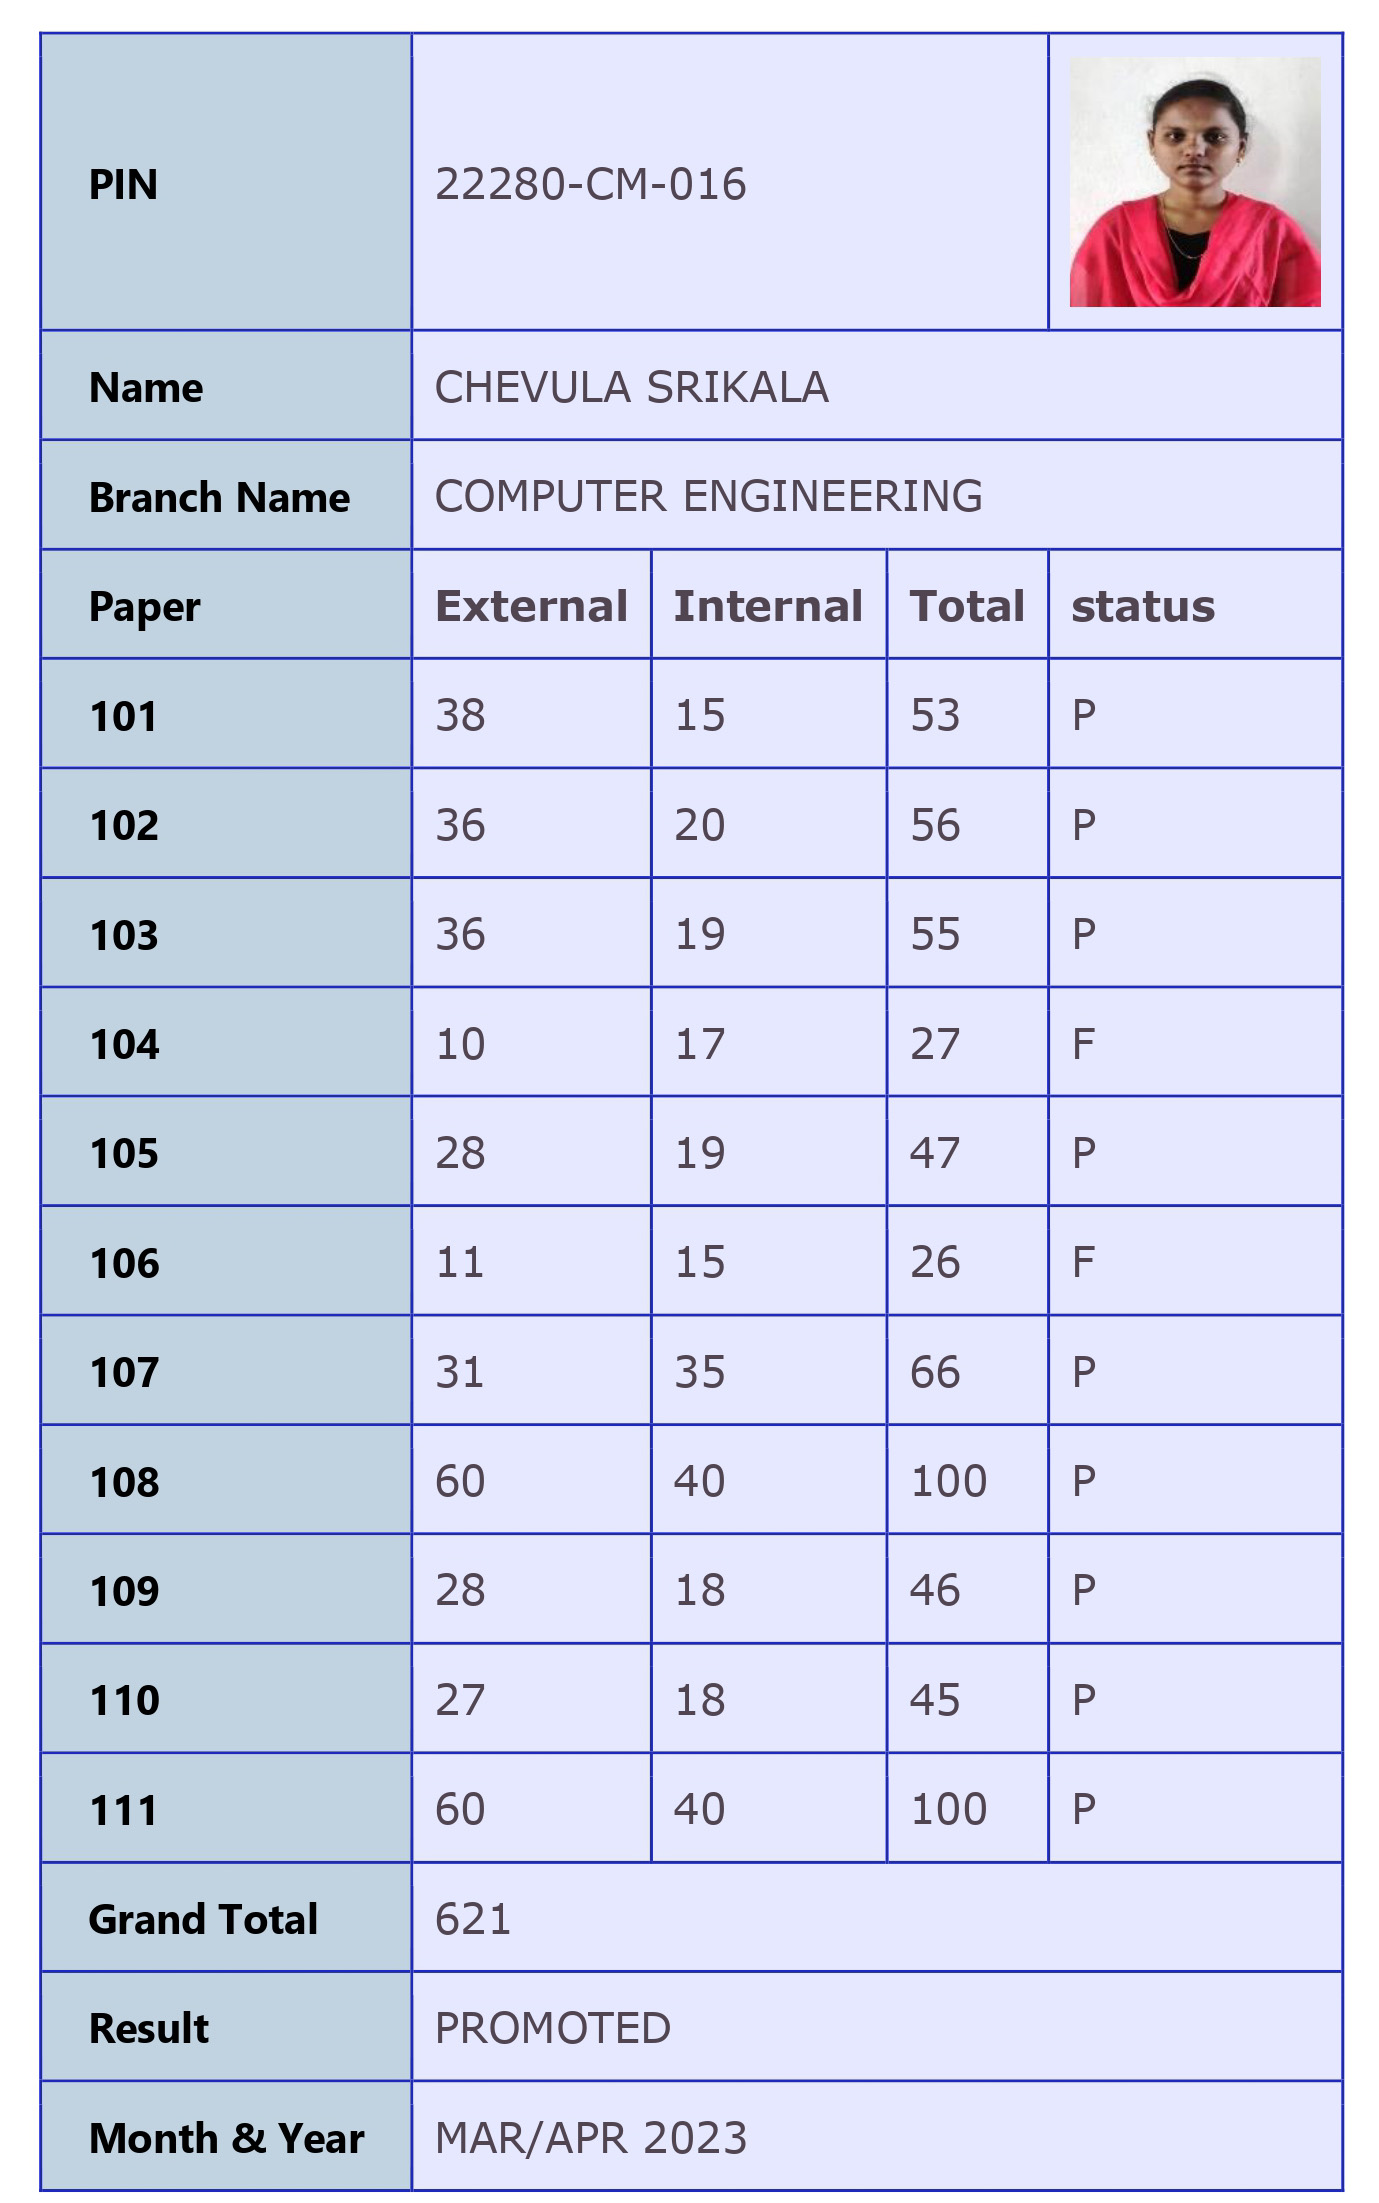 PIN 22280-CM-016
Name CHEVULA SRIKALA
Branch Name COMPUTER ENGINEERING
Paper External Internal Total status
101 38 15 53 P
102 36 20 56 P
103 36 19 55 P
104 10 17 27 F
105 28 19 47 P
106 11 15 26 F
107 31 35 66 P
108 60 40 100 P
109 28 18 46 P
110 27 18 45 P
111 60 40 100 P
Grand Total 621
Result PROMOTED
Month & Year MAR/APR 2023